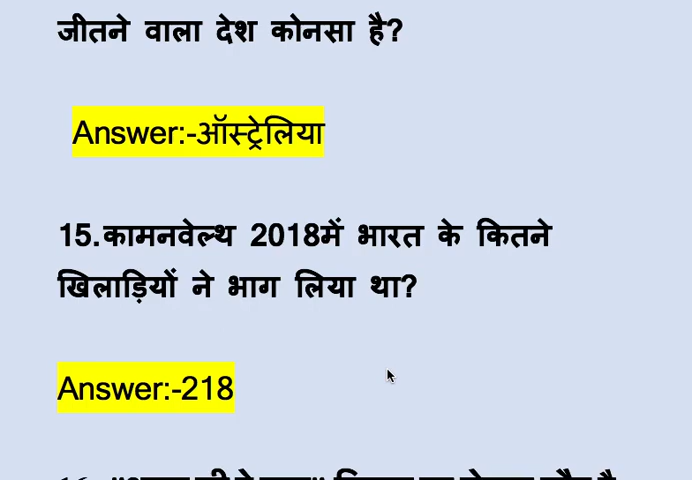 जीतने वाला देश कोनसा है?
Answer:-ऑस्ट्रेलिया
15.कामनवेल्थ 2018में भारत के कितने
खिलाड़ियों ने भाग लिया था?
Answer:-218